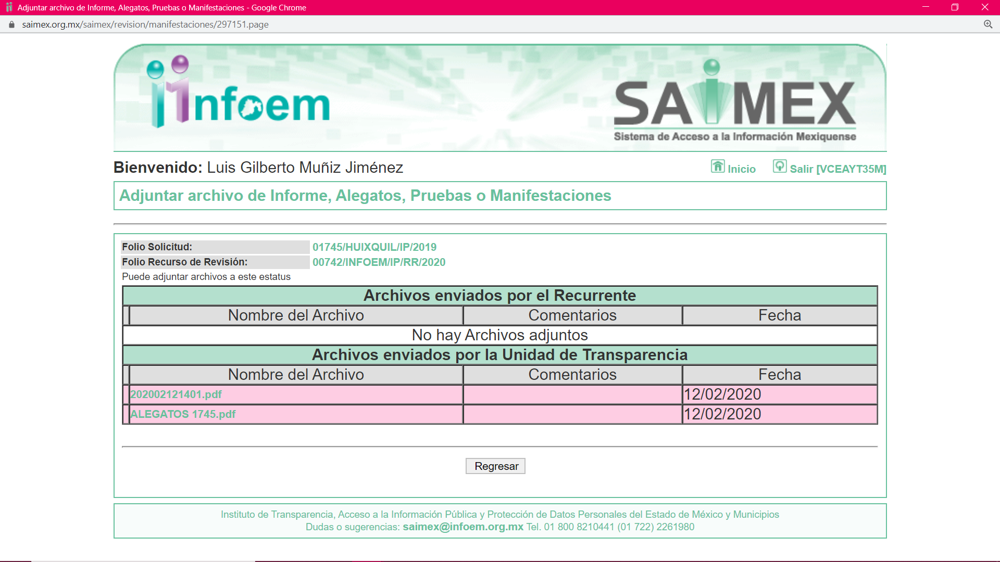 Adjuntar archivo de Informe, Alegatos, Pruebas o Manifestaciones - Google Chrome
saimex.org.mx/saimex/revision/manifestaciones/297151.page
infoem
SAIMEX
Sistema de Acceso a la Información Mexiquense
Bienvenido: Luis Gilberto Muñiz Jiménez
Inicio Salir [VCEAYT35M]
Adjuntar archivo de Informe, Alegatos, Pruebas o Manifestaciones
Folio Solicitud: 01745/HUIXQUIL/IP/2019
Folio Recurso de Revisión: 00742/INFOEM/IP/RR/2020
Puede adjuntar archivos a este estatus
Archivos enviados por el Recurrente
Nombre del Archivo Comentarios Fecha
No hay Archivos adjuntos
Archivos enviados por la Unidad de Transparencia
Nombre del Archivo Comentarios Fecha
202002121401.pdf 12/02/2020
ALEGATOS 1745.pdf 12/02/2020
Regresar
Instituto de Transparencia, Acceso a la Información Pública y Protección de Datos Personales del Estado de México y Municipios
Dudas o sugerencias: saimex@infoem.org.mx Tel. 01 800 8210441 (01 722) 2261980